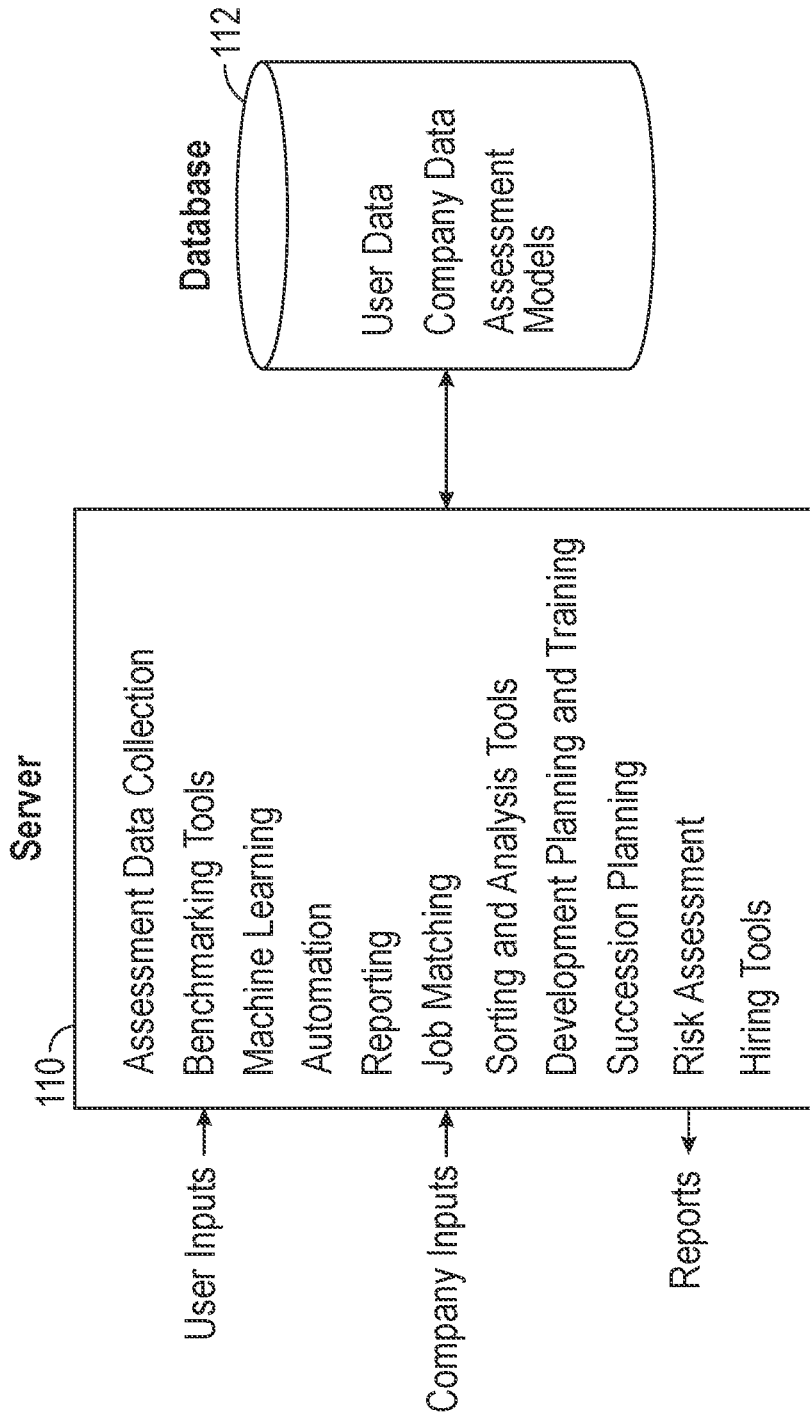 Server
110
Assessment Data Collection
Benchmarking Tools
Machine Learning
Automation
Reporting
Job Matching
Sorting and Analysis Tools
Development Planning and Training
Succession Planning
Risk Assessment
Hiring Tools
User Inputs
Company Inputs
Reports
Database
112
User Data
Company Data
Assessment
Models